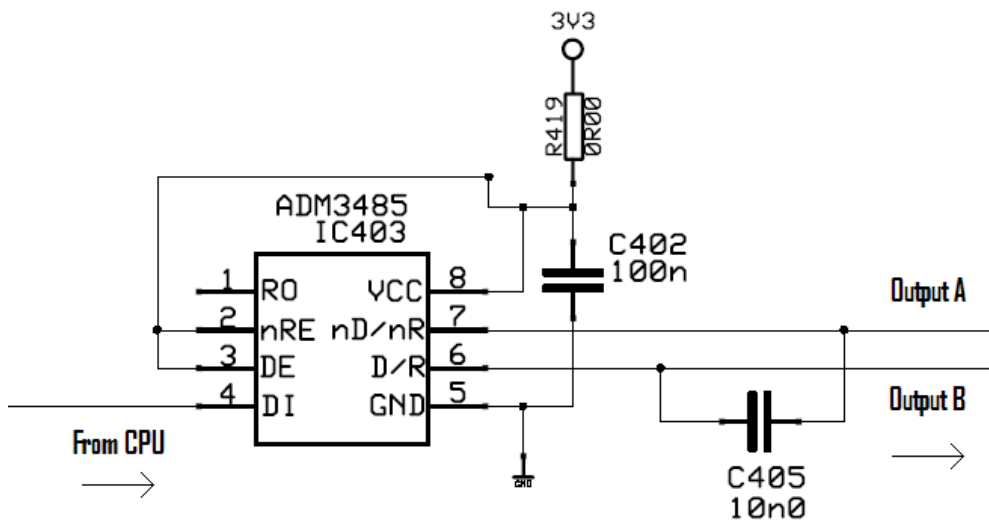 3V3
R419
0R00
ADM3485
IC403
C402
100n
1 RO VCC 8
2 nRE nD/nR 7
3 DE D/R 6
4 DI GND 5
Output A
Output B
From CPU
GND
C405
10n0